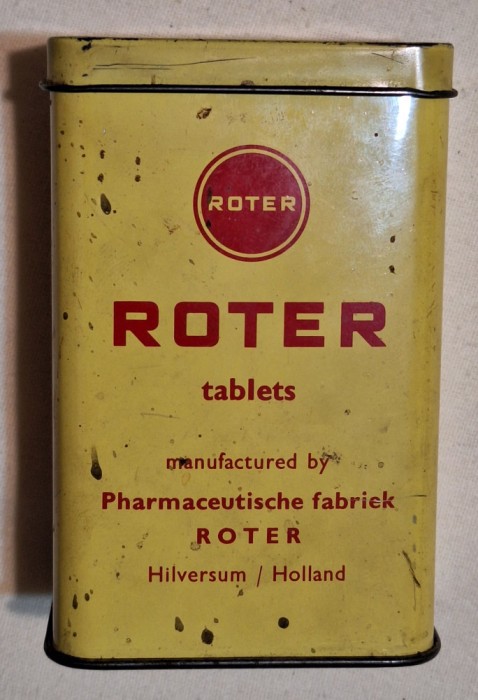 ROTER
ROTER
tablets
manufactured by
Pharmaceutische fabriek
ROTER
Hilversum / Holland